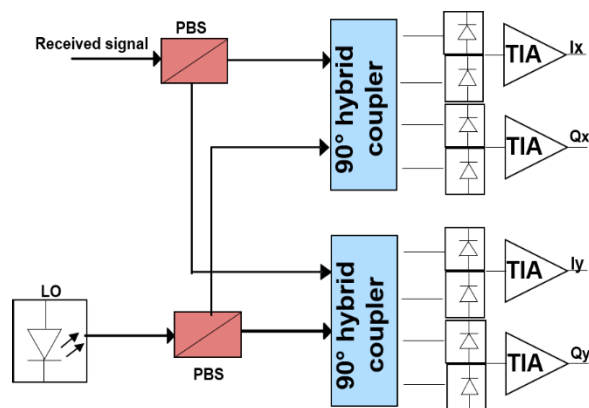 PBS
Received signal
90° hybrid
coupler
TIA
Ix
TIA
Qx
LO
PBS
90° hybrid
coupler
TIA
Iy
TIA
Qy